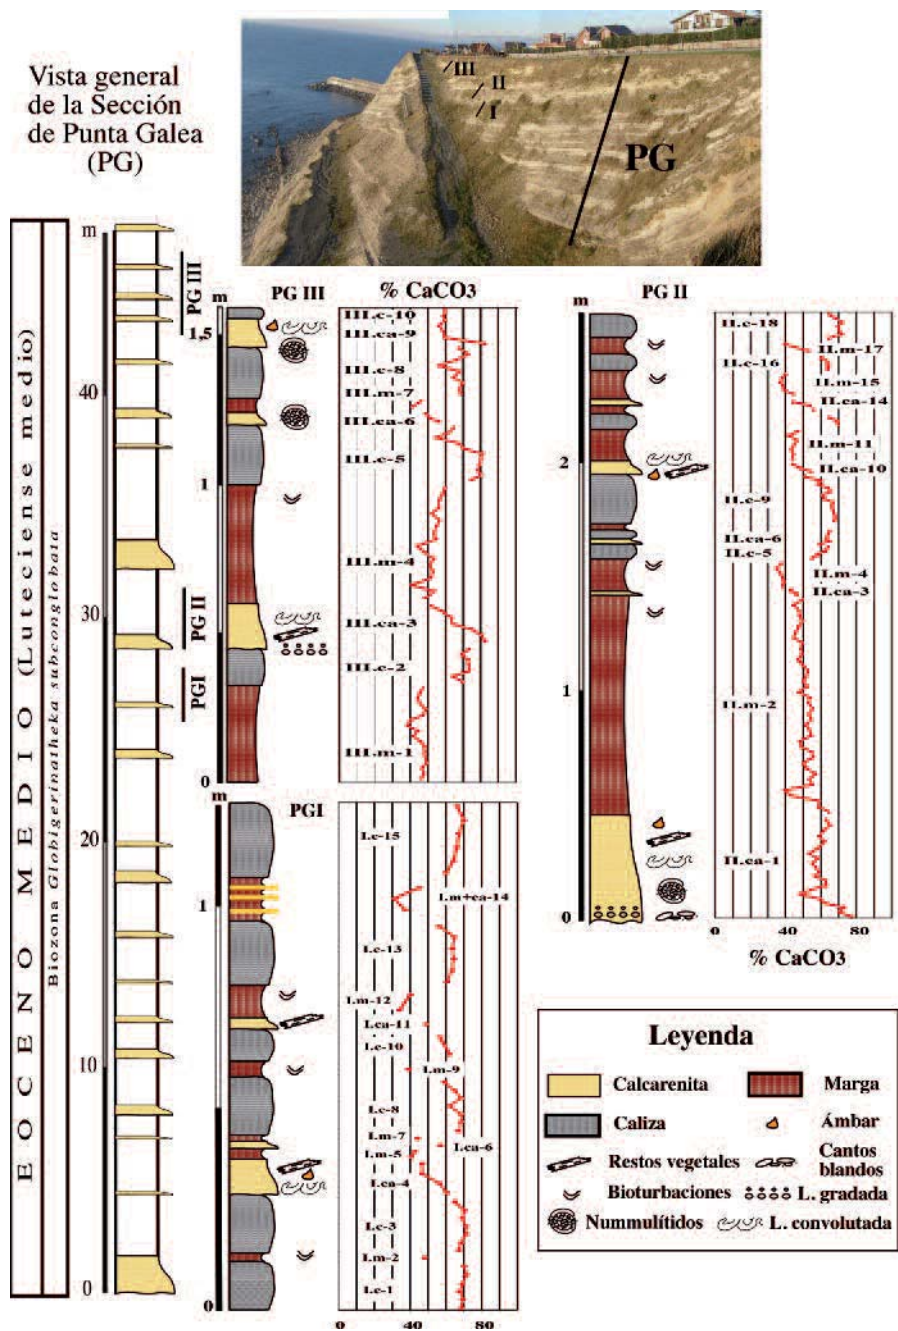 Vista general
de la Sección
de Punta Galea
(PG)
III
II
I
PG
EOCENO MEDIO (Luteciense medio)
Biozona Globigerinatheka subconglobata
m
40
30
20
10
0
PG III
PG II
PGI
m
PG III
% CaCO3
1,5
1
0
III.c-10
III.ca-9
III.c-8
III.m-7
III.ca-6
III.c-5
III.m-4
III.ca-3
III.c-2
III.m-1
m
PGI
1
0
I.c-15
I.m+ca-14
I.c-13
I.m-12
I.ca-11
I.c-10
I.m-9
I.c-8
I.m-7
I.ca-6
I.m-5
I.ca-4
I.c-3
I.m-2
I.c-1
0 40 80
m
PG II
2
1
0
II.c-18
II.m-17
II.c-16
II.m-15
II.ca-14
II.m-11
II.ca-10
II.c-9
II.ca-6
II.c-5
II.m-4
II.ca-3
II.m-2
II.ca-1
0 40 80
% CaCO3
Leyenda
Calcarenita
Marga
Caliza
Ámbar
Restos vegetales
Cantos
blandos
Bioturbaciones
L. gradada
Nummulítidos
L. convolutada